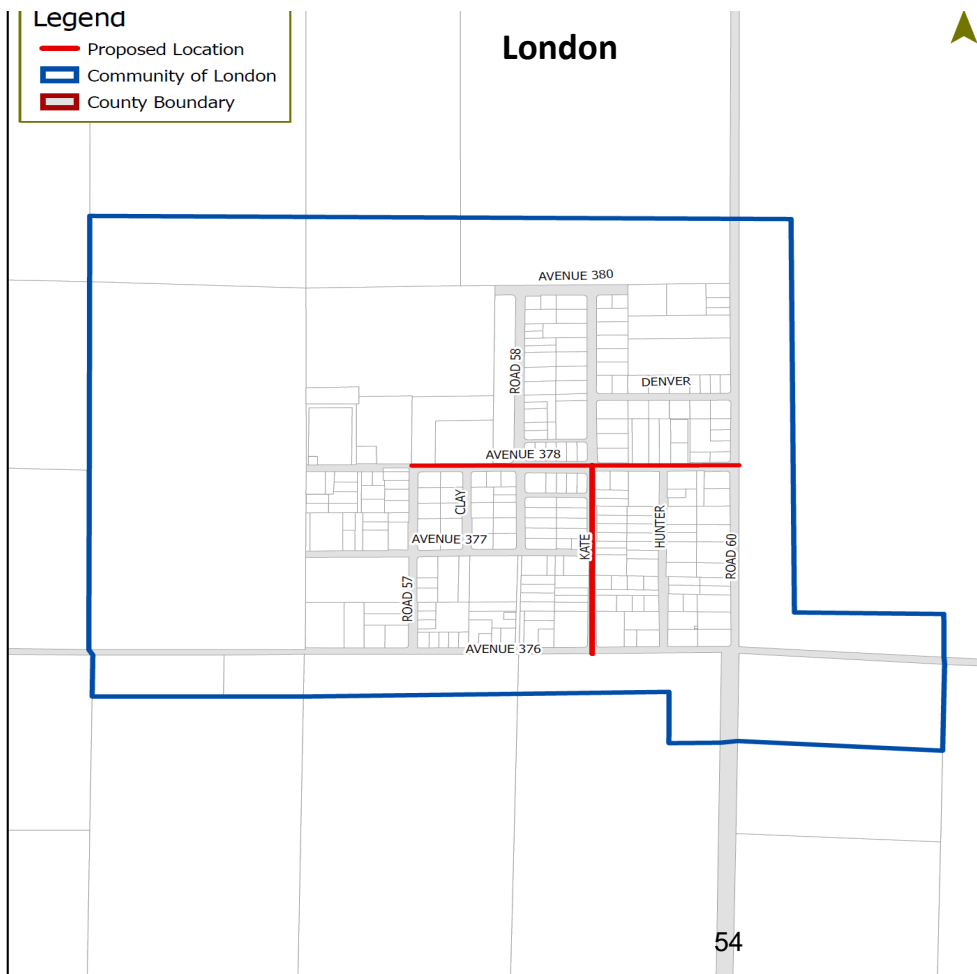 Legend
London
Proposed Location
Community of London
County Boundary
AVENUE 380
ROAD 58
DENVER
AVENUE 378
CLAY
HUNTER
AVENUE 377
KATE
ROAD 60
ROAD 57
AVENUE 376
54